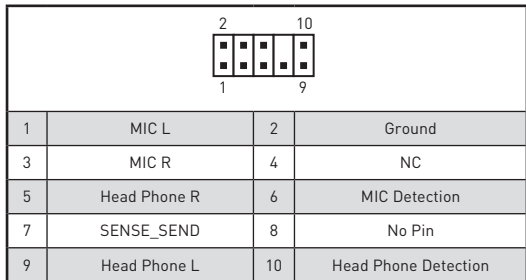 2 10
1 9
1 MIC L 2 Ground
3 MIC R 4 NC
5 Head Phone R 6 MIC Detection
7 SENSE_SEND 8 No Pin
9 Head Phone L 10 Head Phone Detection